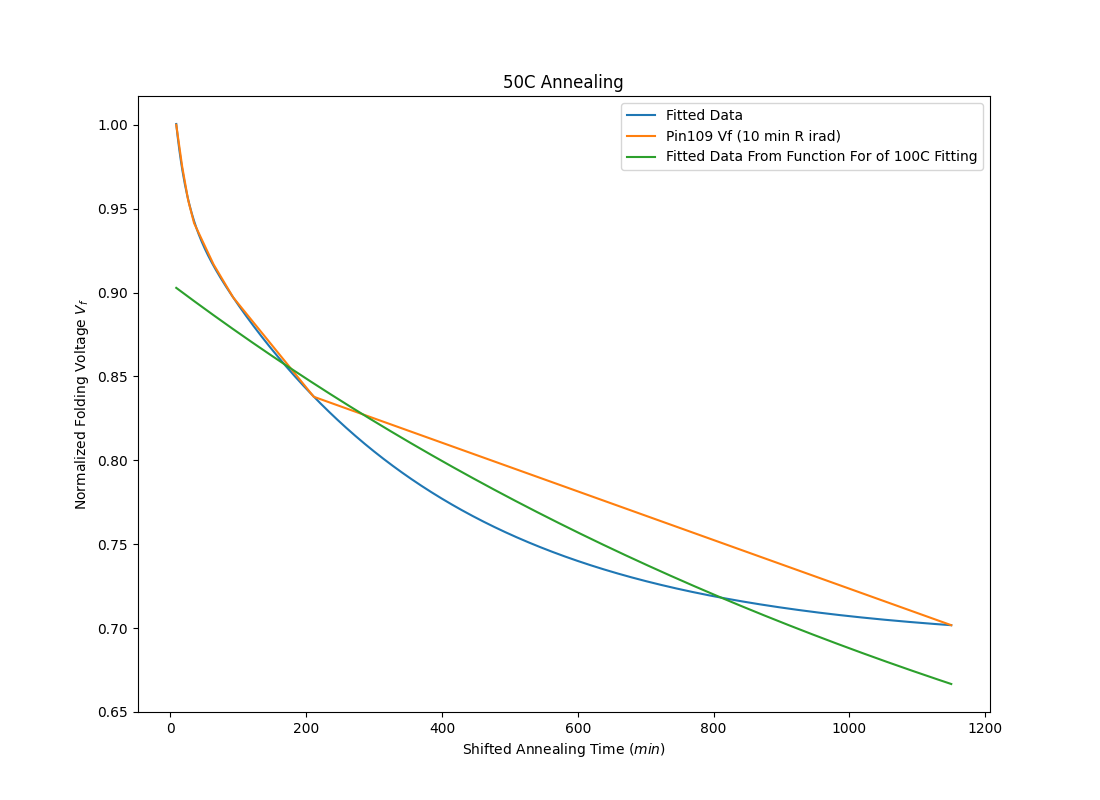 50C Annealing
Fitted Data
Pin109 Vf (10 min R irad)
Fitted Data From Function For of 100C Fitting
Normalized Folding Voltage V_f
1.00
0.95
0.90
0.85
0.80
0.75
0.70
0.65
0 200 400 600 800 1000 1200
Shifted Annealing Time (min)